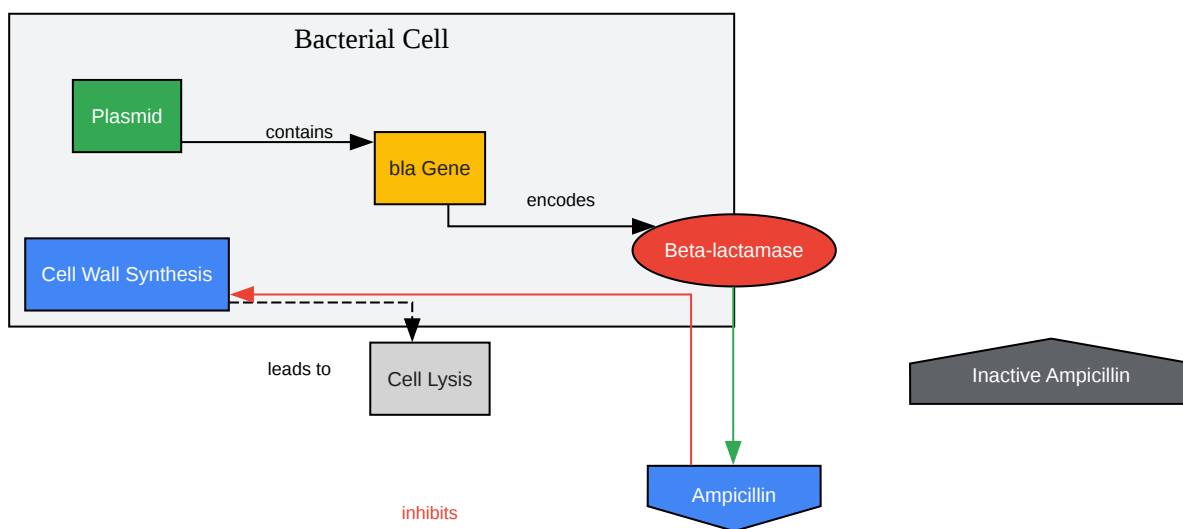 Bacterial Cell
Plasmid
contains
bla Gene
encodes
Beta-lactamase
Cell Wall Synthesis
leads to
Cell Lysis
Inactive Ampicillin
Ampicillin
inhibits